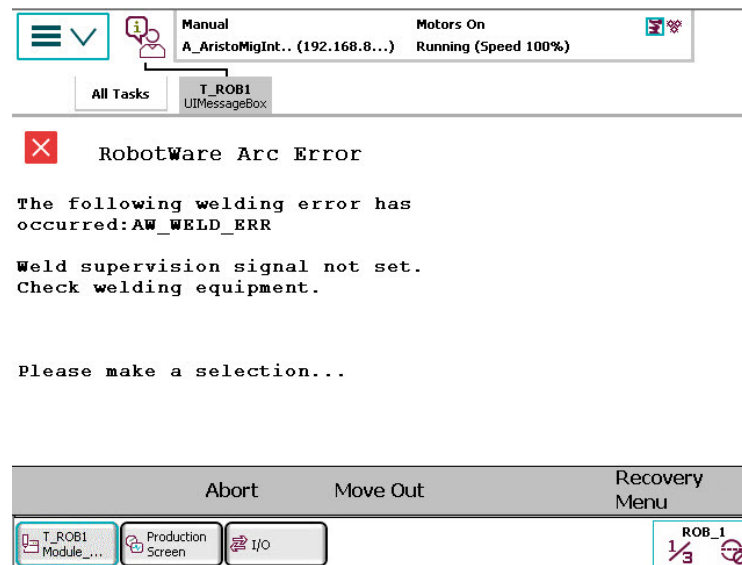 Manual
Motors On
A_AristoMigInt.. (192.168.8...)
Running (Speed 100%)
All Tasks
T_ROB1
UIMessageBox
RobotWare Arc Error
The following welding error has
occurred:AW_WELD_ERR
Weld supervision signal not set.
Check welding equipment.
Please make a selection...
Abort
Move Out
Recovery
Menu
T_ROB1
Module_...
Production
Screen
I/O
ROB_1
1/3